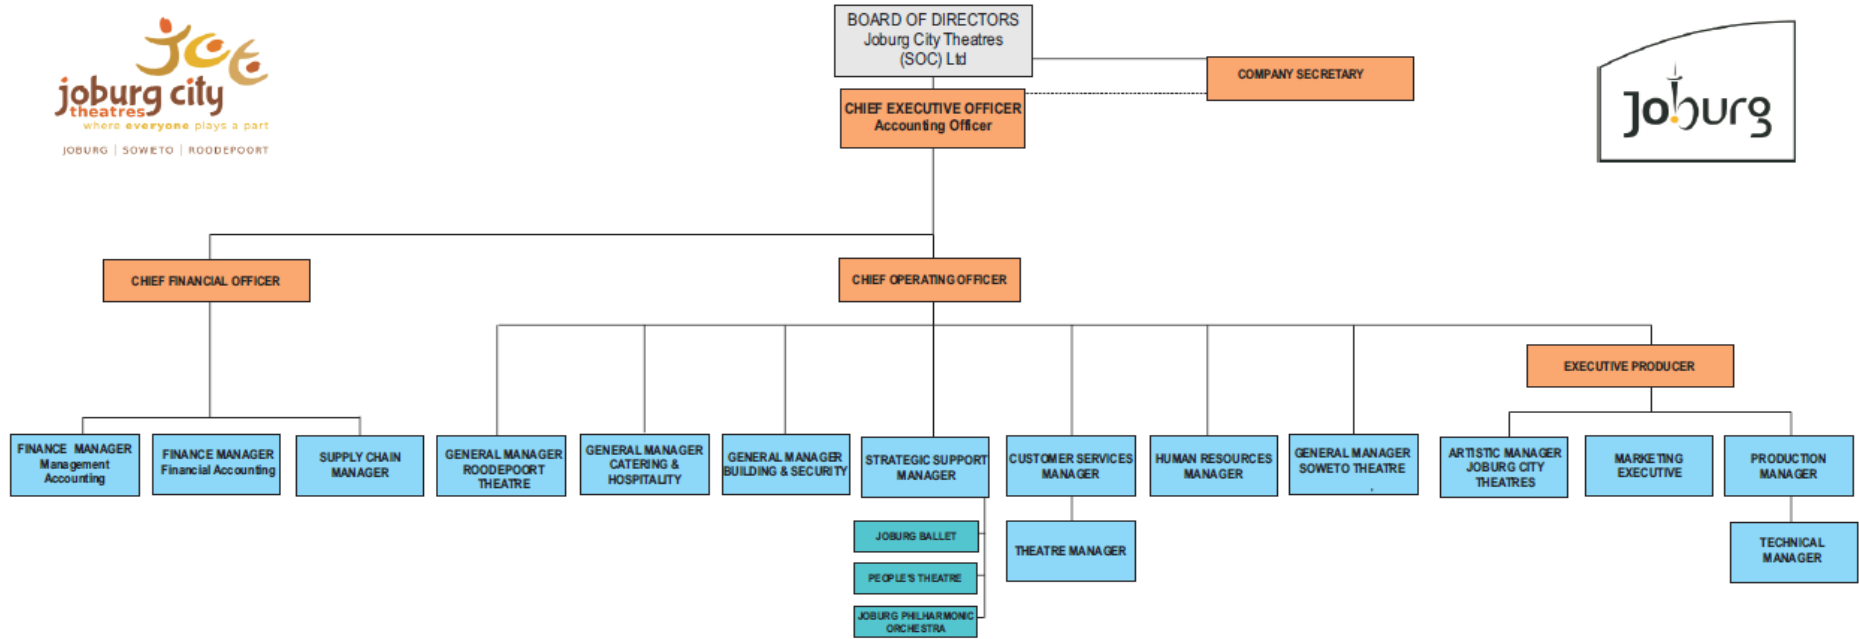 joburg city
theatres
where everyone plays a part
JOBURG | SOWETO | ROODEPOORT
BOARD OF DIRECTORS
Joburg City Theatres
(SOC) Ltd
COMPANY SECRETARY
CHIEF EXECUTIVE OFFICER
Accounting Officer
Joburg
CHIEF FINANCIAL OFFICER
CHIEF OPERATING OFFICER
EXECUTIVE PRODUCER
FINANCE MANAGER
Management
Accounting
FINANCE MANAGER
Financial Accounting
SUPPLY CHAIN
MANAGER
GENERAL MANAGER
ROODEPOORT
THEATRE
GENERAL MANAGER
CATERING &
HOSPITALITY
GENERAL MANAGER
BUILDING & SECURITY
STRATEGIC SUPPORT
MANAGER
CUSTOMER SERVICES
MANAGER
HUMAN RESOURCES
MANAGER
GENERAL MANAGER
SOWETO THEATRE
ARTISTIC MANAGER
JOBURG CITY
THEATRES
MARKETING
EXECUTIVE
PRODUCTION
MANAGER
JOBURG BALLET
PEOPLE'S THEATRE
JOBURG PHILHARMONIC
ORCHESTRA
THEATRE MANAGER
TECHNICAL
MANAGER